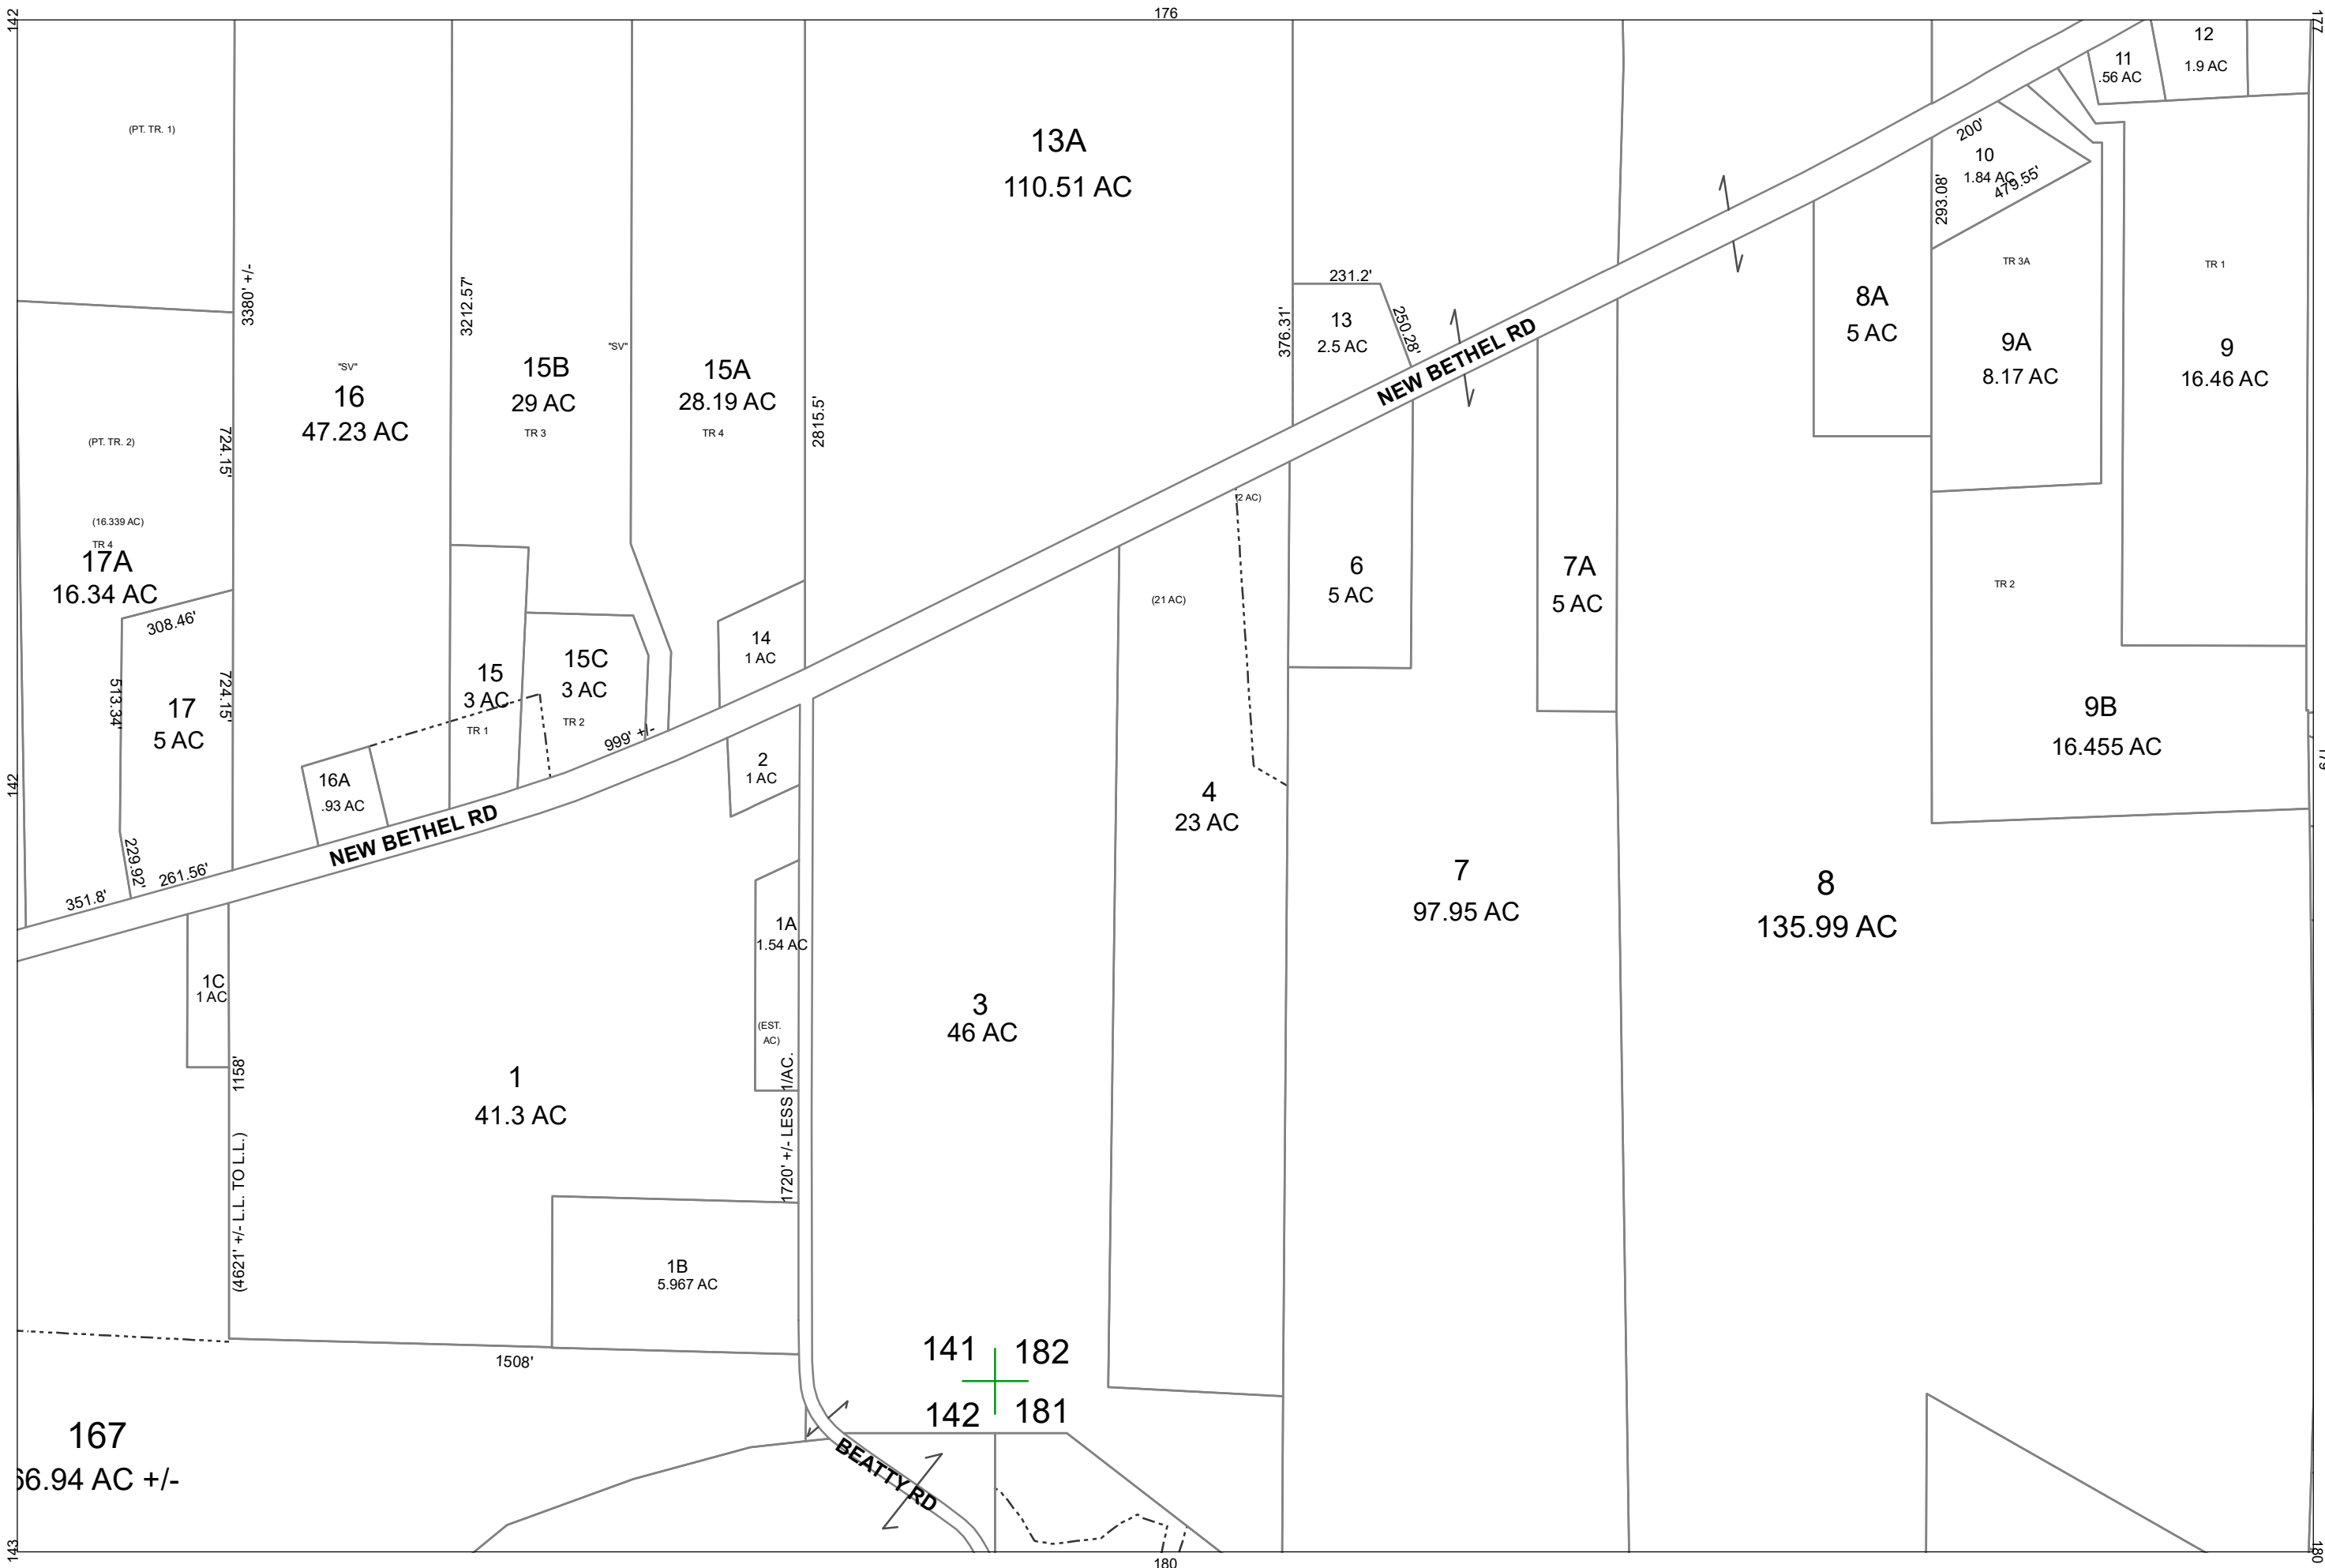 142
176
177
(PT. TR. 1)
13A
110.51 AC
11
.56 AC
12
1.9 AC
200'
10
1.84 AC
479.55'
293.08'
3380' +/-
3212.57'
"SV"
16
47.23 AC
"SV"
15B
29 AC
TR 3
15A
28.19 AC
TR 4
2815.5'
231.2'
376.31'
13
2.5 AC
250.28'
NEW BETHEL RD
8A
5 AC
TR 3A
9A
8.17 AC
TR 1
9
16.46 AC
(PT. TR. 2)
724.15'
(16.339 AC)
TR 4
17A
16.34 AC
308.46'
513.34'
17
5 AC
724.15'
229.92'
261.56'
351.8'
142
16A
.93 AC
15
3 AC
TR 1
15C
3 AC
TR 2
999' +/-
14
1 AC
2
1 AC
NEW BETHEL RD
(2 AC)
(21 AC)
6
5 AC
7A
5 AC
TR 2
9B
16.455 AC
4
23 AC
7
97.95 AC
8
135.99 AC
1C
1 AC
1158'
(4621' +/- L.L. TO L.L.)
1
41.3 AC
1A
1.54 AC
(EST.
AC)
1720' +/- LESS 1/AC.
3
46 AC
1B
5.967 AC
1508'
141
182
142
181
167
66.94 AC +/-
BEATTY RD
143
180
180